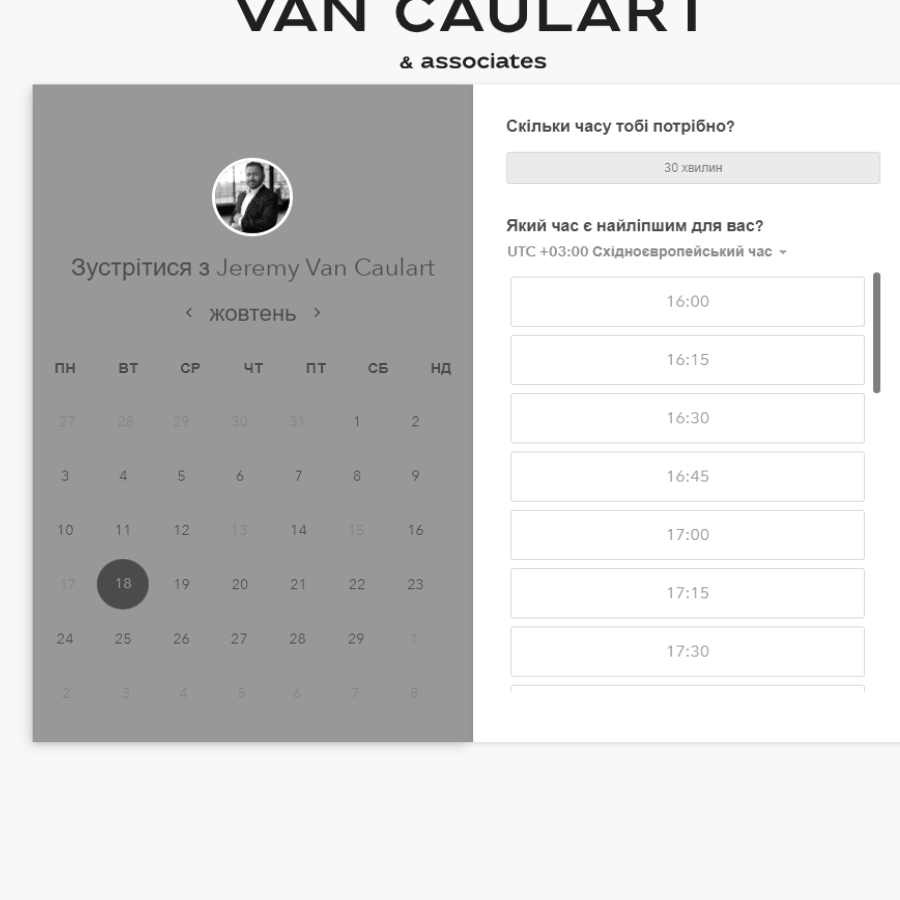 VAN CAULART
& associates
Зустрітися з Jeremy Van Caulart
жовтень
ПН ВТ СР ЧТ ПТ СБ НД
27 28 29 30 31 1 2
3 4 5 6 7 8 9
10 11 12 13 14 15 16
17 18 19 20 21 22 23
24 25 26 27 28 29 1
2 3 4 5 6 7 8
Скільки часу тобі потрібно?
30 хвилин
Який час є найліпшим для вас?
UTC +03:00 Східноєвропейський час
16:00
16:15
16:30
16:45
17:00
17:15
17:30